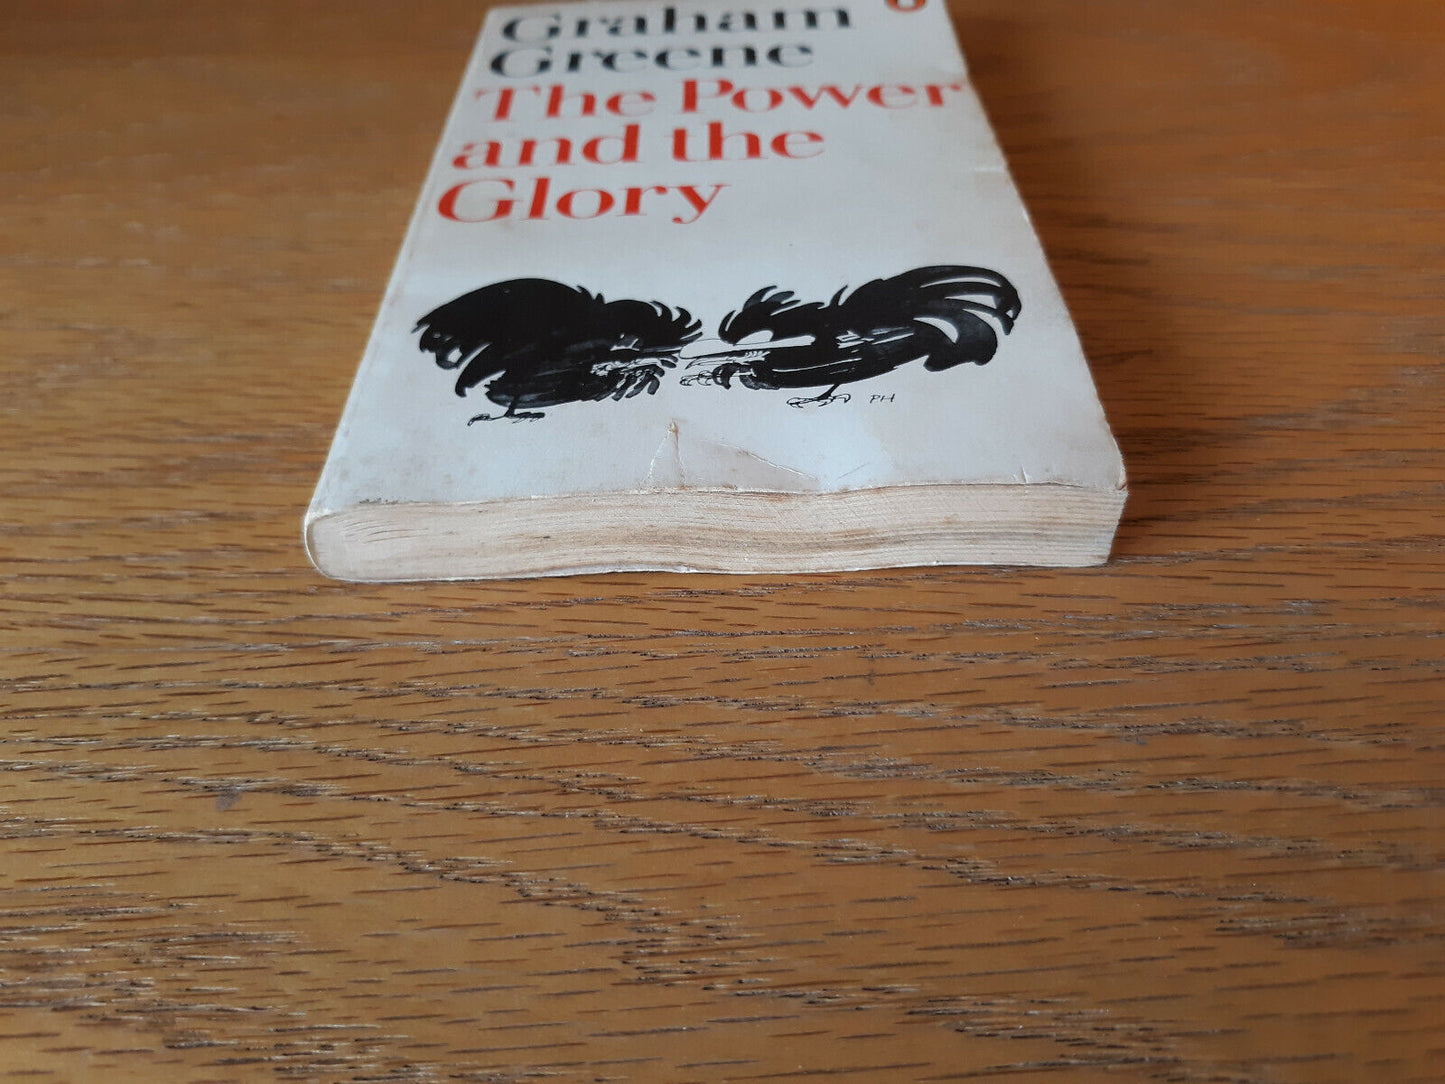 Graham
Greene
The Power
and the
Glory
PH